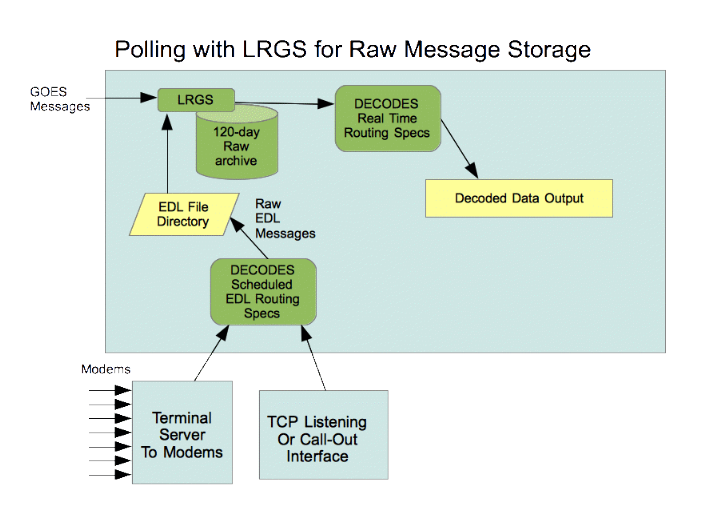 Polling with LRGS for Raw Message Storage
GOES
Messages
LRGS
120-day
Raw
archive
DECODES
Real Time
Routing Specs
Decoded Data Output
EDL File
Directory
Raw
EDL
Messages
DECODES
Scheduled
EDL Routing
Specs
Modems
Terminal
Server
To Modems
TCP Listening
Or Call-Out
Interface